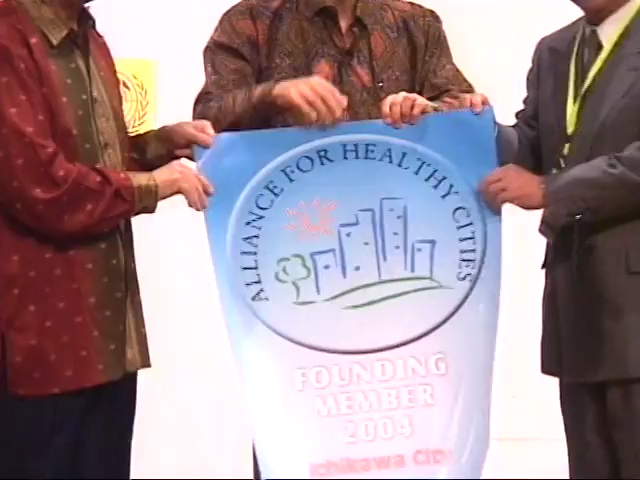 ALLIANCE FOR HEALTHY CITIES
FOUNDING
MEMBER
2004
Ichikawa City